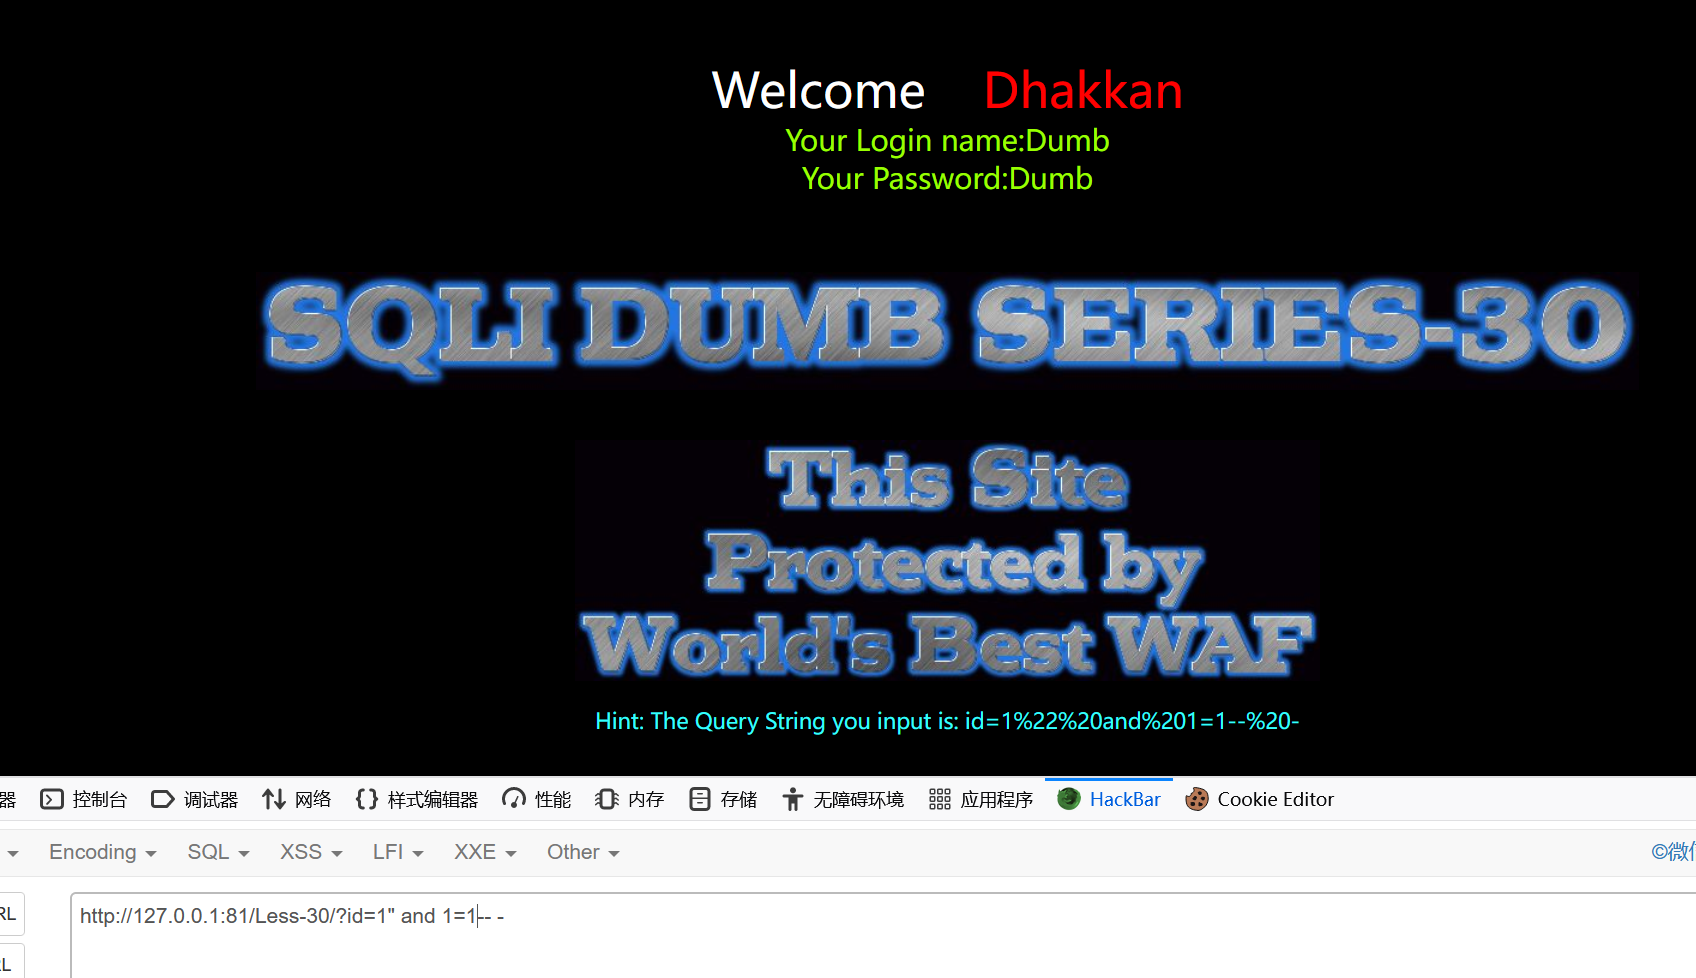 Welcome Dhakkan
Your Login name:Dumb
Your Password:Dumb
SQLI DUMB SERIES-30
This Site
Protected by
World's Best WAF
Hint: The Query String you input is: id=1%22%20and%201=1--%20-
器 控制台 调试器 网络 样式编辑器 性能 内存 存储 无障碍环境 应用程序 HackBar Cookie Editor
Encoding SQL XSS LFI XXE Other ©微
RL http://127.0.0.1:81/Less-30/?id=1" and 1=1-- -